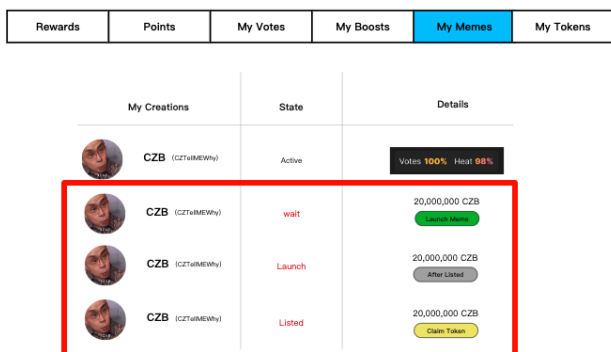 Rewards Points My Votes My Boosts My Memes My Tokens
My Creations State Details
CZB (CZTellMEWhy) Active Votes 100% Heat 98%
20,000,000 CZB
CZB (CZTellMEWhy) wait
Launch Meme
20,000,000 CZB
CZB (CZTellMEWhy) Launch
After Listed
20,000,000 CZB
CZB (CZTellMEWhy) Listed
Claim Token